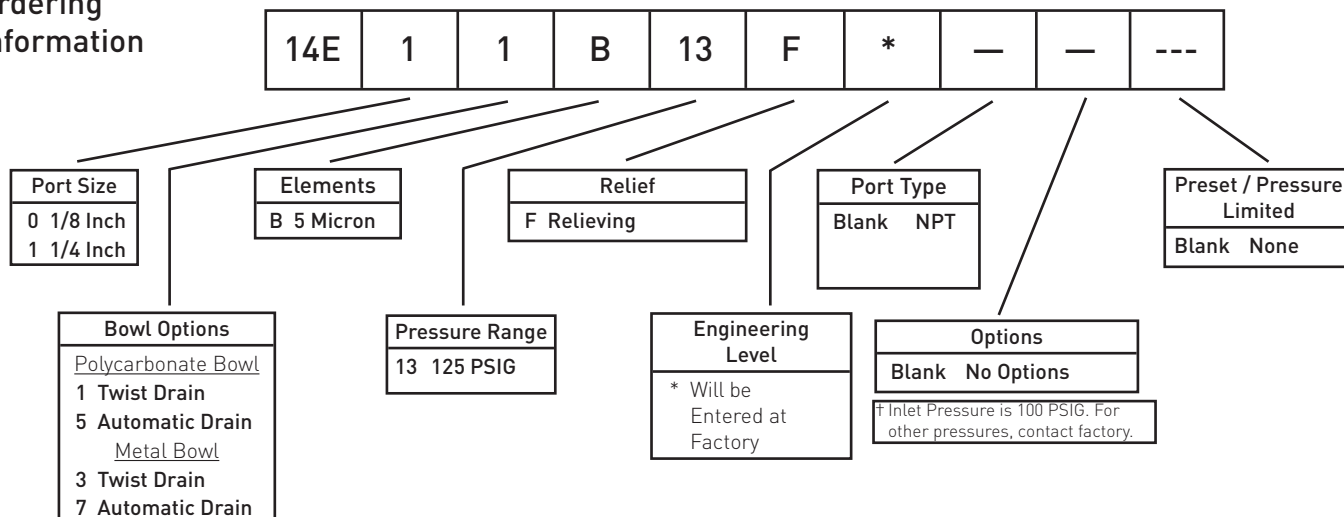 14E 1 1 B 13 F * — — ---
Port Size
0 1/8 Inch
1 1/4 Inch
Elements
B 5 Micron
Relief
F Relieving
Port Type
Blank NPT
Preset / Pressure
Limited
Blank None
Bowl Options
Polycarbonate Bowl
1 Twist Drain
5 Automatic Drain
Metal Bowl
3 Twist Drain
7 Automatic Drain
Pressure Range
13 125 PSIG
Engineering
Level
* Will be
Entered at
Factory
Options
Blank No Options
† Inlet Pressure is 100 PSIG. For
other pressures, contact factory.